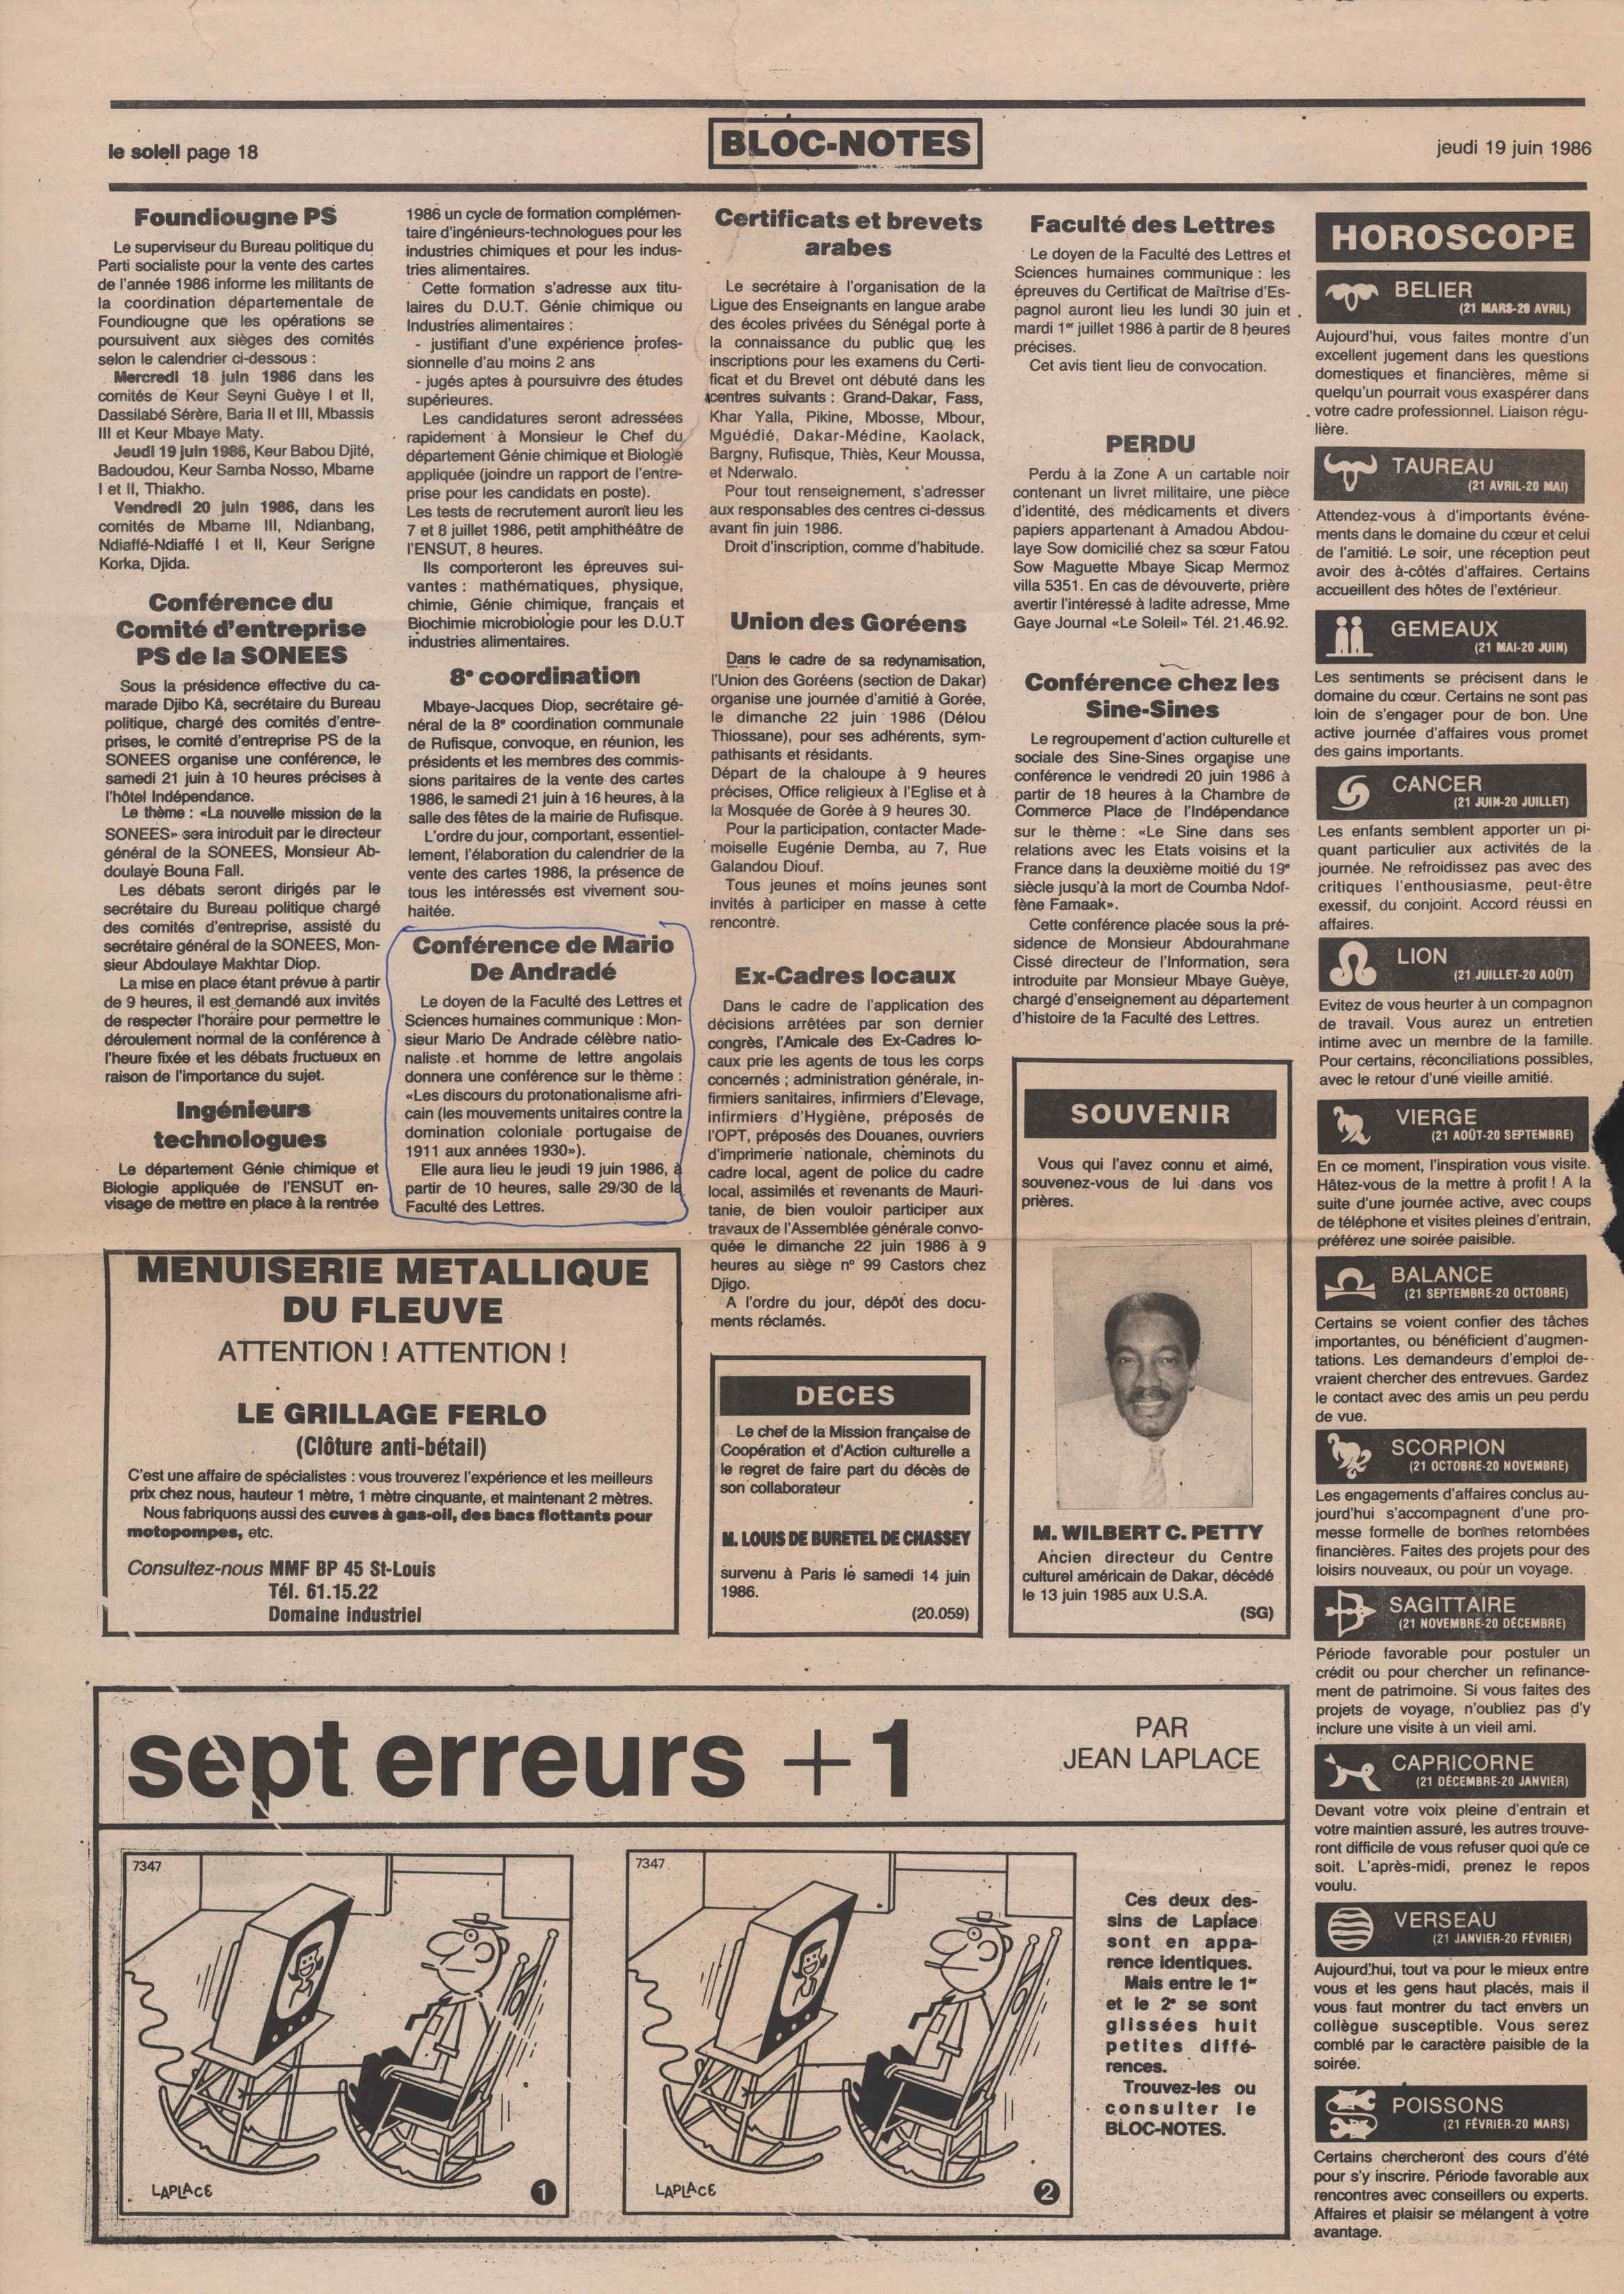 le soleil page 18
BLOC-NOTES
jeudi 19 juin 1986
Foundiougne PS
Le superviseur du Bureau politique du
Parti socialiste pour la vente des cartes
de l'année 1986 informe les militants de
la coordination départementale de
Foundiougne que les opérations se
poursuivent aux sièges des comités
selon le calendrier ci-dessous :
Mercredi 18 juin 1986 dans les
comités de Keur Seyni Guèye I et II,
Dassilabé Sérère, Baria II et III, Mbassis
III et Keur Mbaye Maty.
Jeudi 19 juin 1986, Keur Babou Djité,
Badoudou, Keur Samba Nosso, Mbame
I et II, Thiakho.
Vendredi 20 juin 1986, dans les
comités de Mbame III, Ndianbang,
Ndiaffé-Ndiaffé I et II, Keur Serigne
Korka, Djida.
Conférence du
Comité d'entreprise
PS de la SONEES
Sous la présidence effective du ca-
marade Djibo Kâ, secrétaire du Bureau
politique, chargé des comités d'entre-
prises, le comité d'entreprise PS de la
SONEES organise une conférence, le
samedi 21 juin à 10 heures précises à
l'hôtel Indépendance.
Le thème : «La nouvelle mission de la
SONEES» sera introduit par le directeur
général de la SONEES, Monsieur Ab-
doulaye Bouna Fall.
Les débats seront dirigés par le
secrétaire du Bureau politique chargé
des comités d'entreprise, assisté du
secrétaire général de la SONEES, Mon-
sieur Abdoulaye Makhtar Diop.
La mise en place étant prévue à partir
de 9 heures, il est demandé aux invités
de respecter l'horaire pour permettre le
déroulement normal de la conférence à
l'heure fixée et les débats fructueux en
raison de l'importance du sujet.
Ingénieurs
technologues
Le département Génie chimique et
Biologie appliquée de l'ENSUT en-
visage de mettre en place à la rentrée
1986 un cycle de formation complémen-
taire d'ingénieurs-technologues pour les
industries chimiques et pour les indus-
tries alimentaires.
Cette formation s'adresse aux titu-
laires du D.U.T. Génie chimique ou
Industries alimentaires :
- justifiant d'une expérience profes-
sionnelle d'au moins 2 ans
- jugés aptes à poursuivre des études
supérieures.
Les candidatures seront adressées
rapidement à Monsieur le Chef du
département Génie chimique et Biologie
appliquée (joindre un rapport de l'entre-
prise pour les candidats en poste).
Les tests de recrutement auront lieu les
7 et 8 juillet 1986, petit amphithéâtre de
l'ENSUT, 8 heures.
Ils comporteront les épreuves sui-
vantes : mathématiques, physique,
chimie, Génie chimique, français et
Biochimie microbiologie pour les D.U.T
industries alimentaires.
8e coordination
Mbaye-Jacques Diop, secrétaire gé-
néral de la 8e coordination communale
de Rufisque, convoque, en réunion, les
présidents et les membres des commis-
sions paritaires de la vente des cartes
1986, le samedi 21 juin à 16 heures, à la
salle des fêtes de la mairie de Rufisque.
L'ordre du jour, comportant, essentiel-
lement, l'élaboration du calendrier de la
vente des cartes 1986, la présence de
tous les intéressés est vivement sou-
haitée.
Conférence de Mario
De Andradé
Le doyen de la Faculté des Lettres et
Sciences humaines communique : Mon-
sieur Mario De Andrade célèbre natio-
naliste et homme de lettre angolais
donnera une conférence sur le thème :
«Les discours du protonationalisme afri-
cain (les mouvements unitaires contre la
domination coloniale portugaise de
1911 aux années 1930»).
Elle aura lieu le jeudi 19 juin 1986, à
partir de 10 heures, salle 29/30 de la
Faculté des Lettres.
Certificats et brevets
arabes
Le secrétaire à l'organisation de la
Ligue des Enseignants en langue arabe
des écoles privées du Sénégal porte à
la connaissance du public que les
inscriptions pour les examens du Certi-
ficat et du Brevet ont débuté dans les
centres suivants : Grand-Dakar, Fass,
Khar Yalla, Pikine, Mbosse, Mbour,
Mguédié, Dakar-Médine, Kaolack,
Bargny, Rufisque, Thiès, Keur Moussa,
et Nderwalo.
Pour tout renseignement, s'adresser
aux responsables des centres ci-dessus
avant fin juin 1986.
Droit d'inscription, comme d'habitude.
Union des Goréens
Dans le cadre de sa redynamisation,
l'Union des Goréens (section de Dakar)
organise une journée d'amitié à Gorée,
le dimanche 22 juin 1986 (Délou
Thiossane), pour ses adhérents, sym-
pathisants et résidants.
Départ de la chaloupe à 9 heures
précises, Office religieux à l'Eglise et à
la Mosquée de Gorée à 9 heures 30.
Pour la participation, contacter Made-
moiselle Eugénie Demba, au 7, Rue
Galandou Diouf.
Tous jeunes et moins jeunes sont
invités à participer en masse à cette
rencontre.
Ex-Cadres locaux
Dans le cadre de l'application des
décisions arrêtées par son dernier
congrès, l'Amicale des Ex-Cadres lo-
caux prie les agents de tous les corps
concernés ; administration générale, in-
firmiers sanitaires, infirmiers d'Elevage,
infirmiers d'Hygiène, préposés de
l'OPT, préposés des Douanes, ouvriers
d'imprimerie nationale, cheminots du
cadre local, agent de police du cadre
local, assimilés et revenants de Mauri-
tanie, de bien vouloir participer aux
travaux de l'Assemblée générale convo-
quée le dimanche 22 juin 1986 à 9
heures au siège n° 99 Castors chez
Djigo.
A l'ordre du jour, dépôt des docu-
ments réclamés.
Faculté des Lettres
Le doyen de la Faculté des Lettres et
Sciences humaines communique : les
épreuves du Certificat de Maîtrise d'Es-
pagnol auront lieu les lundi 30 juin et
mardi 1er juillet 1986 à partir de 8 heures
précises.
Cet avis tient lieu de convocation.
PERDU
Perdu à la Zone A un cartable noir
contenant un livret militaire, une pièce
d'identité, des médicaments et divers
papiers appartenant à Amadou Abdou-
laye Sow domicilié chez sa sœur Fatou
Sow Maguette Mbaye Sicap Mermoz
villa 5351. En cas de dévouverte, prière
avertir l'intéressé à ladite adresse, Mme
Gaye Journal «Le Soleil» Tél. 21.46.92.
Conférence chez les
Sine-Sines
Le regroupement d'action culturelle et
sociale des Sine-Sines organise une
conférence le vendredi 20 juin 1986 à
partir de 18 heures à la Chambre de
Commerce Place de l'Indépendance
sur le thème : «Le Sine dans ses
relations avec les Etats voisins et la
France dans la deuxième moitié du 19e
siècle jusqu'à la mort de Coumba Ndof-
fène Famaak».
Cette conférence placée sous la pré-
sidence de Monsieur Abdourahmane
Cissé directeur de l'Information, sera
introduite par Monsieur Mbaye Guèye,
chargé d'enseignement au département
d'histoire de la Faculté des Lettres.
MENUISERIE METALLIQUE
DU FLEUVE
ATTENTION ! ATTENTION !
LE GRILLAGE FERLO
(Clôture anti-bétail)
C'est une affaire de spécialistes : vous trouverez l'expérience et les meilleurs
prix chez nous, hauteur 1 mètre, 1 mètre cinquante, et maintenant 2 mètres.
Nous fabriquons aussi des cuves à gas-oil, des bacs flottants pour
motopompes, etc.
Consultez-nous MMF BP 45 St-Louis
Tél. 61.15.22
Domaine industriel
DECES
Le chef de la Mission française de
Coopération et d'Action culturelle a
le regret de faire part du décès de
son collaborateur
M. LOUIS DE BURETEL DE CHASSEY
survenu à Paris le samedi 14 juin
1986.
(20.059)
SOUVENIR
Vous qui l'avez connu et aimé,
souvenez-vous de lui dans vos
prières.
M. WILBERT C. PETTY
Ancien directeur du Centre
culturel américain de Dakar, décédé
le 13 juin 1985 aux U.S.A.
(SG)
HOROSCOPE
BELIER
(21 MARS-20 AVRIL)
Aujourd'hui, vous faites montre d'un
excellent jugement dans les questions
domestiques et financières, même si
quelqu'un pourrait vous exaspérer dans
votre cadre professionnel. Liaison régu-
lière.
TAUREAU
(21 AVRIL-20 MAI)
Attendez-vous à d'importants événe-
ments dans le domaine du cœur et celui
de l'amitié. Le soir, une réception peut
avoir des à-côtés d'affaires. Certains
accueillent des hôtes de l'extérieur.
GEMEAUX
(21 MAI-20 JUIN)
Les sentiments se précisent dans le
domaine du cœur. Certains ne sont pas
loin de s'engager pour de bon. Une
active journée d'affaires vous promet
des gains importants.
CANCER
(21 JUIN-20 JUILLET)
Les enfants semblent apporter un pi-
quant particulier aux activités de la
journée. Ne refroidissez pas avec des
critiques l'enthousiasme, peut-être
exessif, du conjoint. Accord réussi en
affaires.
LION
(21 JUILLET-20 AOÛT)
Evitez de vous heurter à un compagnon
de travail. Vous aurez un entretien
intime avec un membre de la famille.
Pour certains, réconciliations possibles,
avec le retour d'une vieille amitié.
VIERGE
(21 AOÛT-20 SEPTEMBRE)
En ce moment, l'inspiration vous visite.
Hâtez-vous de la mettre à profit ! A la
suite d'une journée active, avec coups
de téléphone et visites pleines d'entrain,
préférez une soirée paisible.
BALANCE
(21 SEPTEMBRE-20 OCTOBRE)
Certains se voient confier des tâches
importantes, ou bénéficient d'augmen-
tations. Les demandeurs d'emploi de-
vraient chercher des entrevues. Gardez
le contact avec des amis un peu perdu
de vue.
SCORPION
(21 OCTOBRE-20 NOVEMBRE)
Les engagements d'affaires conclus au-
jourd'hui s'accompagnent d'une pro-
messe formelle de bonnes retombées
financières. Faites des projets pour des
loisirs nouveaux, ou pour un voyage.
SAGITTAIRE
(21 NOVEMBRE-20 DÉCEMBRE)
Période favorable pour postuler un
crédit ou pour chercher un refinance-
ment de patrimoine. Si vous faites des
projets de voyage, n'oubliez pas d'y
inclure une visite à un vieil ami.
CAPRICORNE
(21 DÉCEMBRE-20 JANVIER)
Devant votre voix pleine d'entrain et
votre maintien assuré, les autres trouve-
ront difficile de vous refuser quoi que ce
soit. L'après-midi, prenez le repos
voulu.
VERSEAU
(21 JANVIER-20 FÉVRIER)
Aujourd'hui, tout va pour le mieux entre
vous et les gens haut placés, mais il
vous faut montrer du tact envers un
collègue susceptible. Vous serez
comblé par le caractère paisible de la
soirée.
POISSONS
(21 FÉVRIER-20 MARS)
Certains chercheront des cours d'été
pour s'y inscrire. Période favorable aux
rencontres avec conseillers ou experts.
Affaires et plaisir se mélangent à votre
avantage.
sept erreurs +1
PAR
JEAN LAPLACE
7347
LAPLACE
1
7347
LAPLACE
2
Ces deux des-
sins de Laplace
sont en appa-
rence identiques.
Mais entre le 1er
et le 2e se sont
glissées huit
petites diffé-
rences.
Trouvez-les ou
consulter le
BLOC-NOTES.